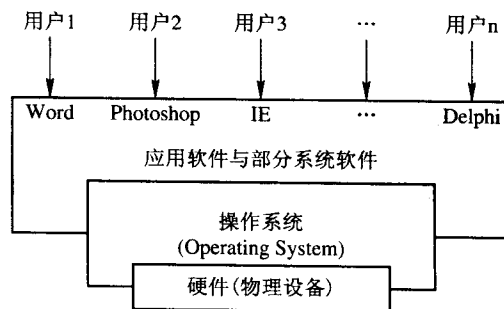 用户1 用户2 用户3 … 用户n
Word Photoshop IE … Delphi
应用软件与部分系统软件
操作系统
(Operating System)
硬件(物理设备)